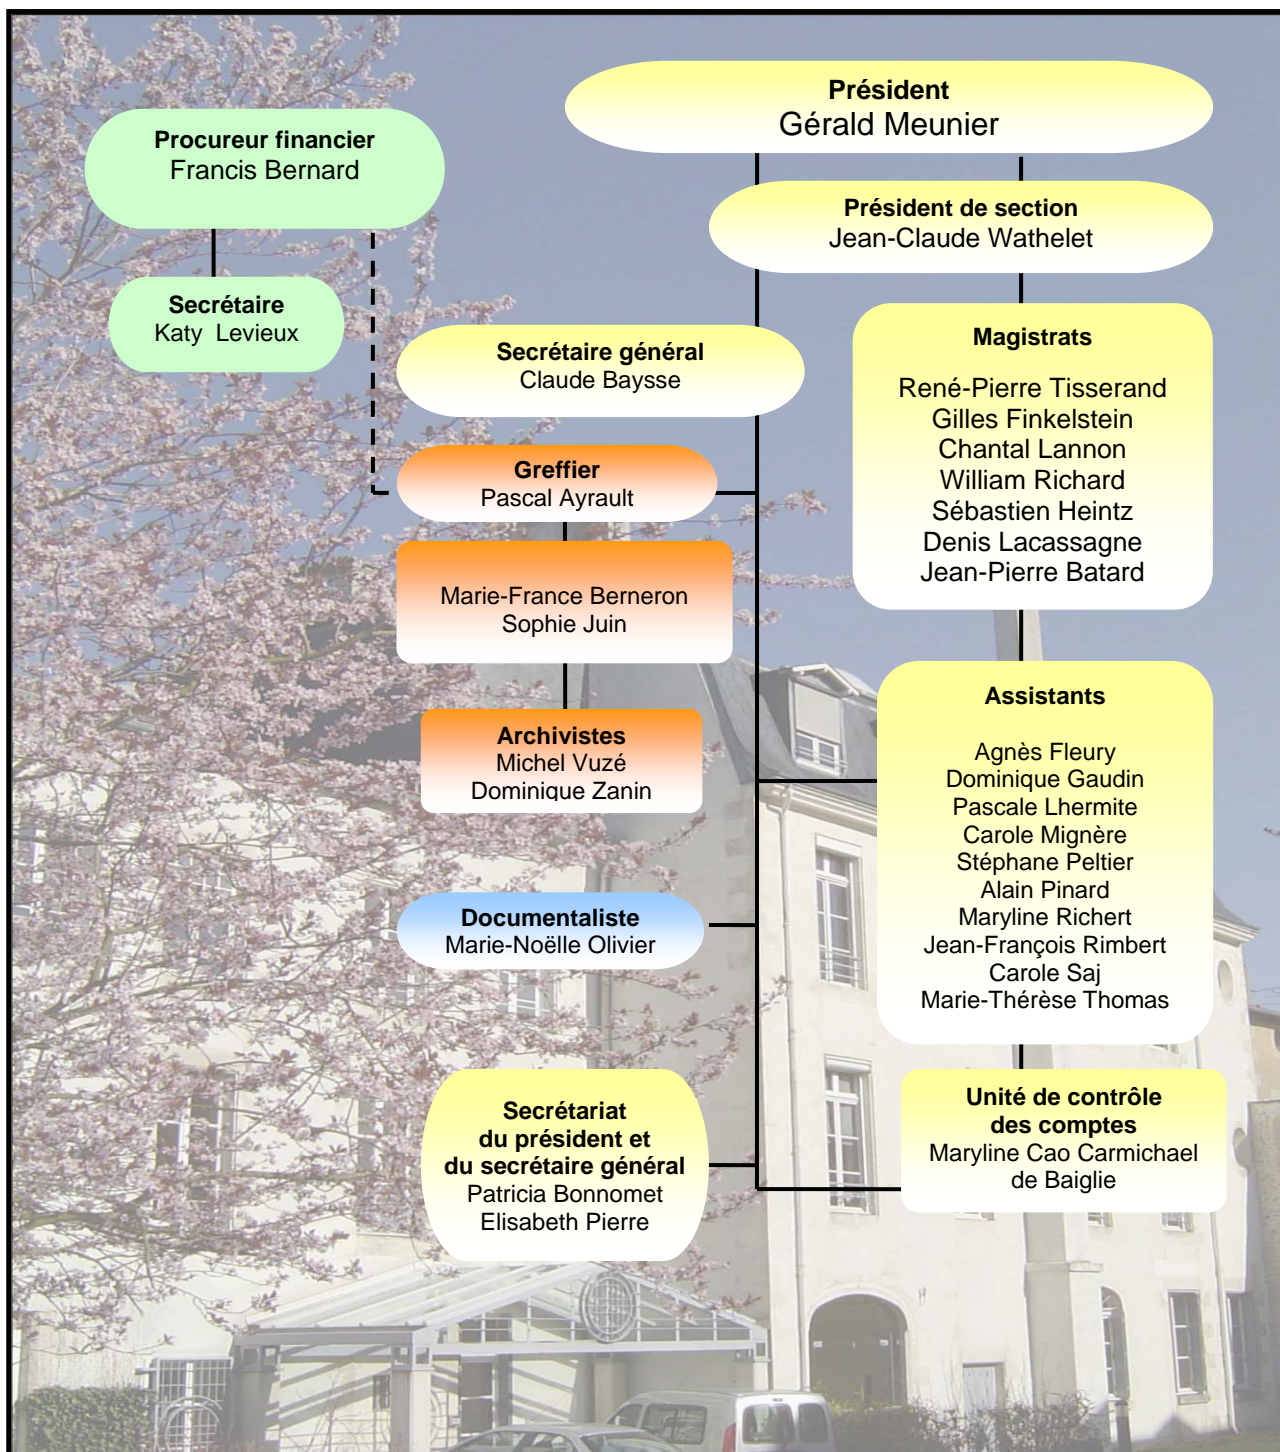 Président
Gérald Meunier
Procureur financier
Francis Bernard
Président de section
Jean-Claude Wathelet
Secrétaire
Katy Levieux
Secrétaire général
Claude Baysse
Magistrats
René-Pierre Tisserand
Gilles Finkelstein
Chantal Lannon
William Richard
Sébastien Heintz
Denis Lacassagne
Jean-Pierre Batard
Greffier
Pascal Ayrault
Marie-France Berneron
Sophie Juin
Archivistes
Michel Vuzé
Dominique Zanin
Assistants
Agnès Fleury
Dominique Gaudin
Pascale Lhermite
Carole Mignère
Stéphane Peltier
Alain Pinard
Maryline Richert
Jean-François Rimbert
Carole Saj
Marie-Thérèse Thomas
Documentaliste
Marie-Noëlle Olivier
Secrétariat
du président et
du secrétaire général
Patricia Bonnomet
Elisabeth Pierre
Unité de contrôle
des comptes
Maryline Cao Carmichael
de Baiglie